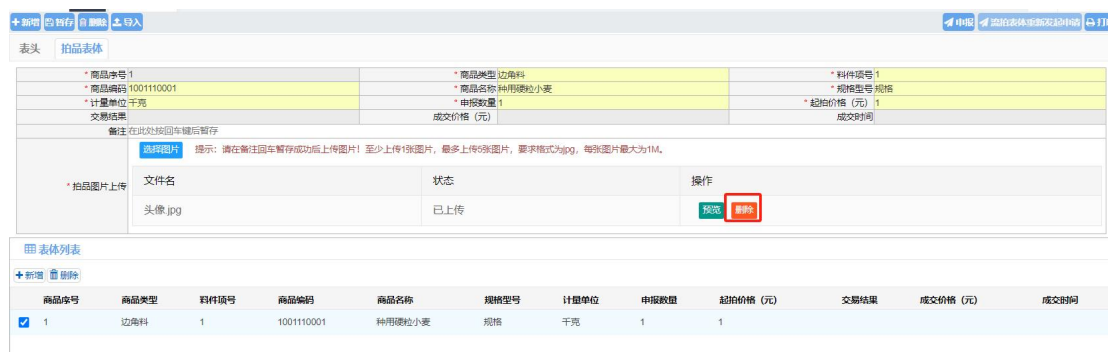 新增 暂存 删除 导入 申报 流拍表体重新发起申请 打
表头 拍品表体
* 商品序号 1 * 商品类型 边角料 * 料件项号 1
* 商品编码 1001110001 * 商品名称 种用硬粒小麦 * 规格型号 规格
* 计量单位 千克 * 申报数量 1 * 起拍价格（元） 1
交易结果 成交价格（元） 成交时间
备注 在此处按回车键后暂存
选择图片 提示：请在备注回车暂存成功后上传图片！至少上传1张图片，最多上传5张图片，要求格式为jpg，每张图片最大为1M。
* 拍品图片上传
文件名 状态 操作
头像.jpg 已上传 预览 删除
表体列表
新增 删除
商品序号 商品类型 料件项号 商品编码 商品名称 规格型号 计量单位 申报数量 起拍价格（元） 交易结果 成交价格（元） 成交时间
1 边角料 1 1001110001 种用硬粒小麦 规格 千克 1 1